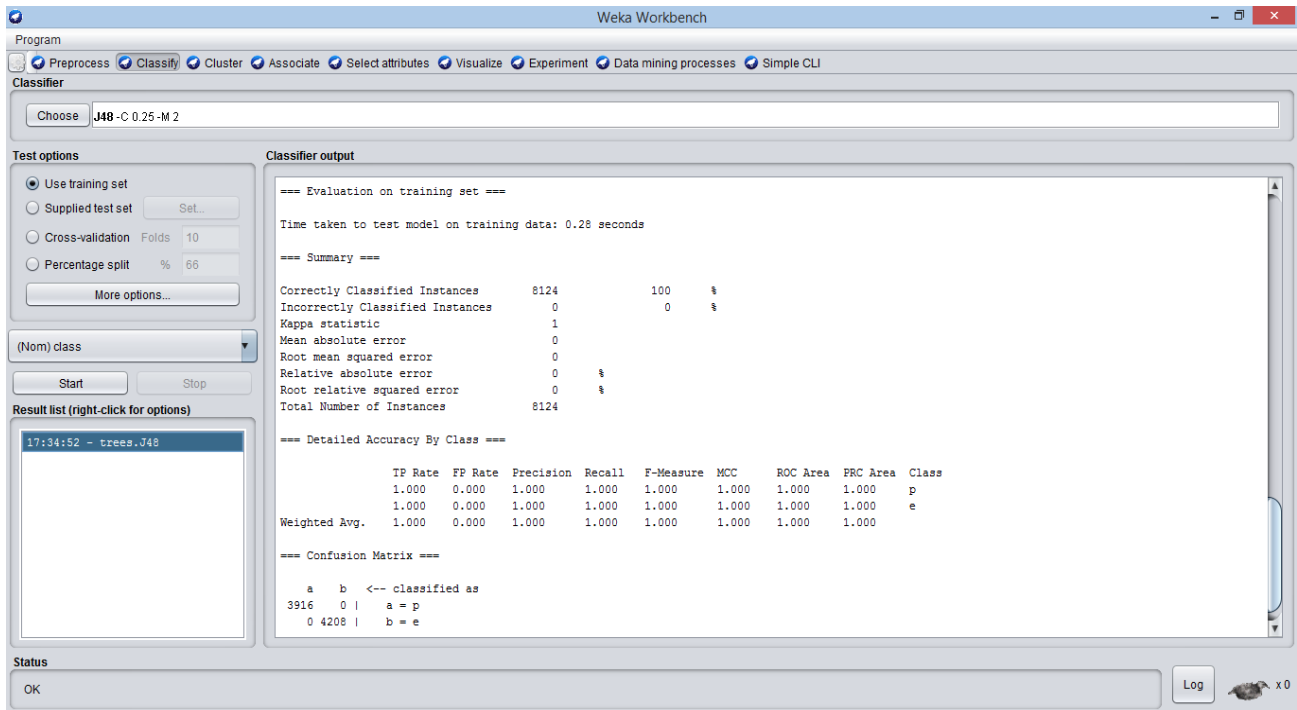 Weka Workbench
Program
Preprocess Classify Cluster Associate Select attributes Visualize Experiment Data mining processes Simple CLI
Classifier
Choose J48 -C 0.25 -M 2
Test options
Use training set
Supplied test set Set...
Cross-validation Folds 10
Percentage split % 66
More options...
(Nom) class
Start Stop
Result list (right-click for options)
17:34:52 - trees.J48
Classifier output
=== Evaluation on training set ===
Time taken to test model on training data: 0.28 seconds
=== Summary ===
Correctly Classified Instances 8124 100 %
Incorrectly Classified Instances 0 0 %
Kappa statistic 1
Mean absolute error 0
Root mean squared error 0
Relative absolute error 0 %
Root relative squared error 0 %
Total Number of Instances 8124
=== Detailed Accuracy By Class ===
TP Rate FP Rate Precision Recall F-Measure MCC ROC Area PRC Area Class
1.000 0.000 1.000 1.000 1.000 1.000 1.000 1.000 p
1.000 0.000 1.000 1.000 1.000 1.000 1.000 1.000 e
Weighted Avg. 1.000 0.000 1.000 1.000 1.000 1.000 1.000 1.000
=== Confusion Matrix ===
a b <-- classified as
3916 0 | a = p
0 4208 | b = e
Status
OK
Log
x 0